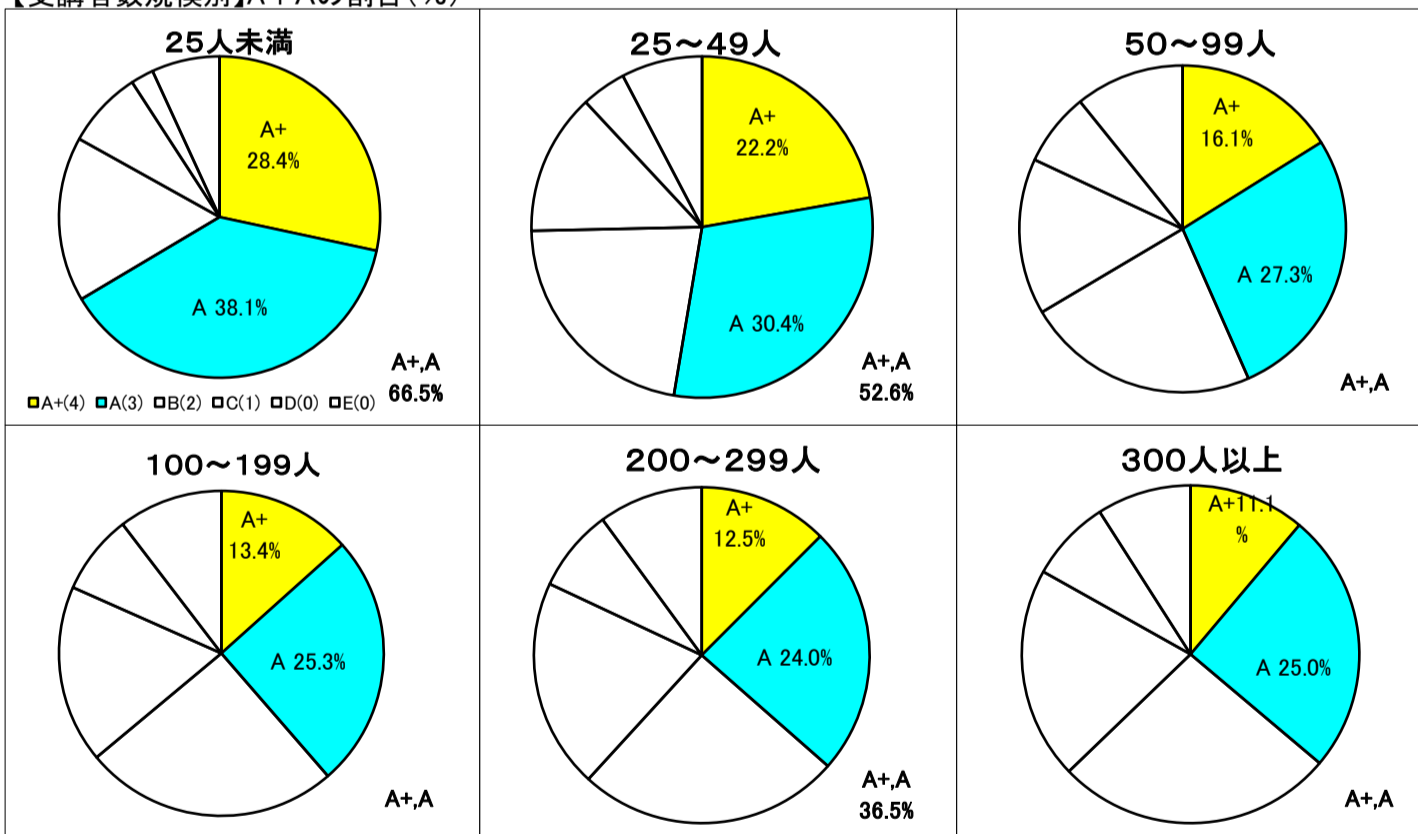 25人未満
A+
28.4%
A 38.1%
A+,A
66.5%
A+(4) A(3) B(2) C(1) D(0) E(0)
25～49人
A+
22.2%
A 30.4%
A+,A
52.6%
50～99人
A+
16.1%
A 27.3%
A+,A
100～199人
A+
13.4%
A 25.3%
A+,A
200～299人
A+
12.5%
A 24.0%
A+,A
36.5%
300人以上
A+11.1
%
A 25.0%
A+,A